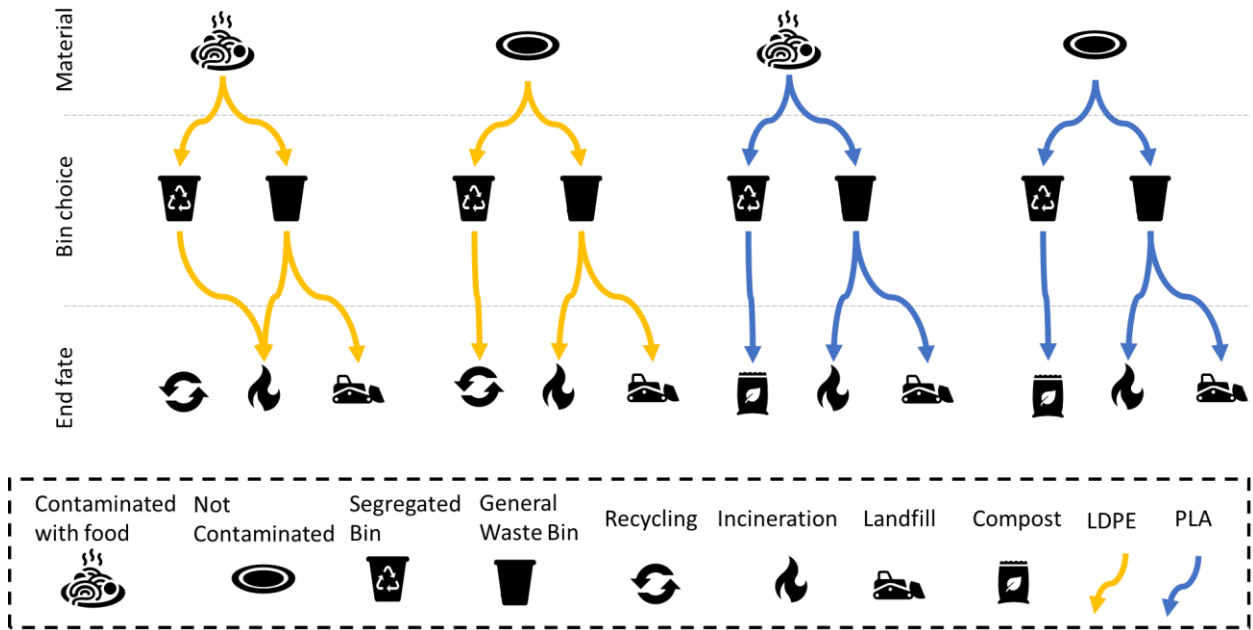 Material
Bin choice
End fate
Contaminated
with food
Not
Contaminated
Segregated
Bin
General
Waste Bin
Recycling
Incineration
Landfill
Compost
LDPE
PLA